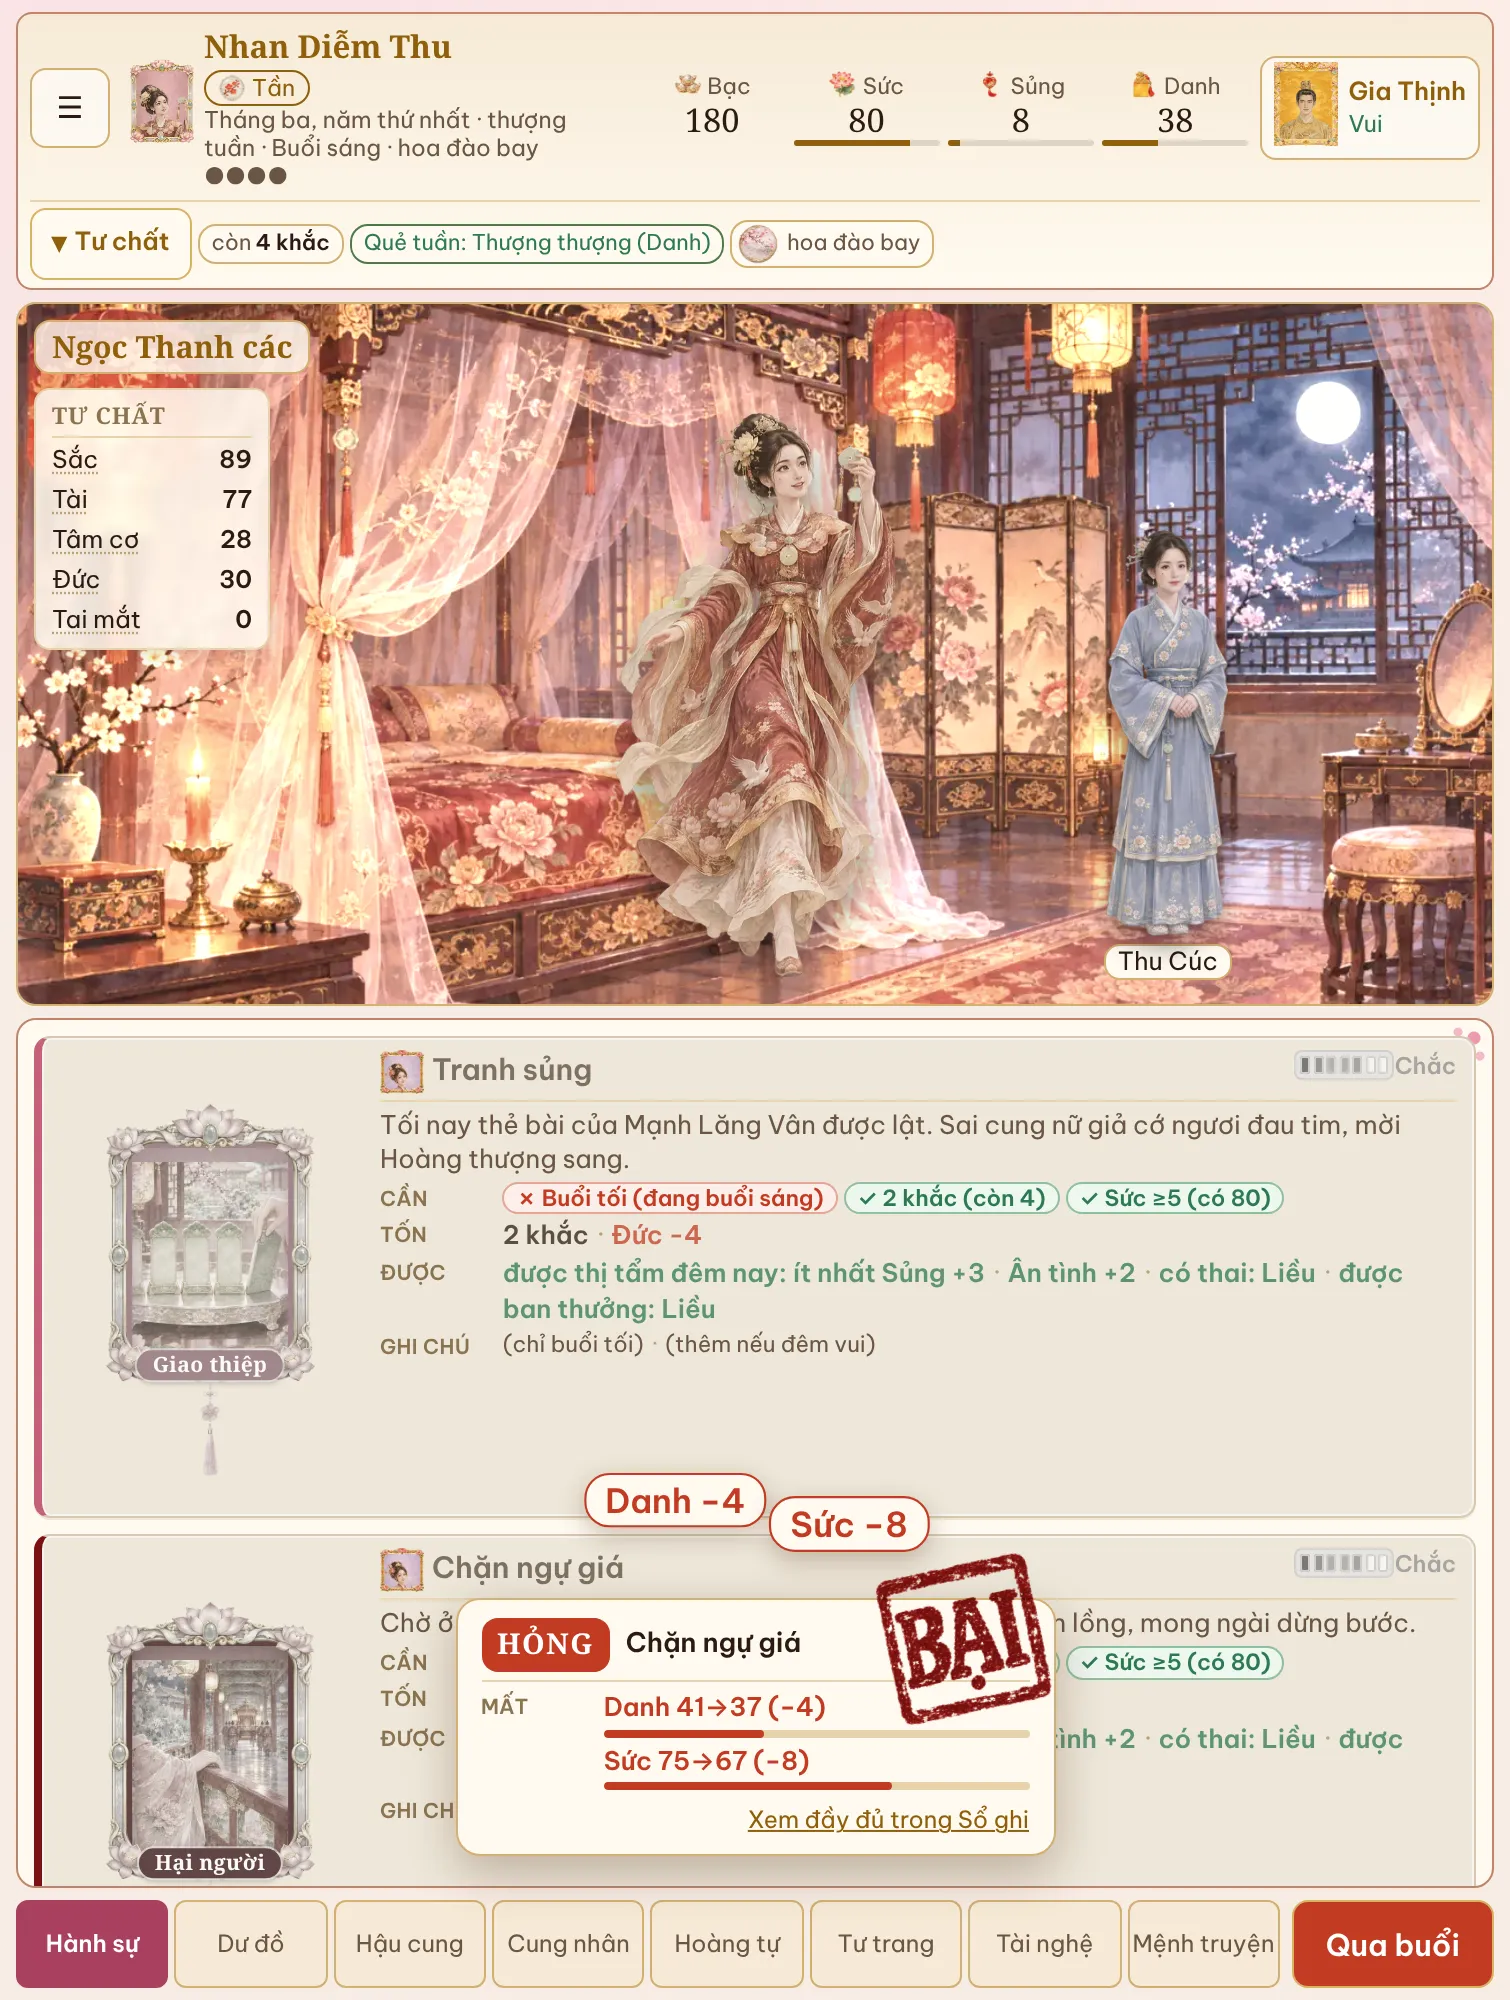 Nhan Diễm Thu
Tần
Tháng ba, năm thứ nhất · thượng
tuần · Buổi sáng · hoa đào bay
Bạc
180
Sức
80
Sủng
8
Danh
38
Gia Thịnh
Vui
▼ Tư chất
còn 4 khắc
Quẻ tuần: Thượng thượng (Danh)
hoa đào bay
Ngọc Thanh các
TƯ CHẤT
Sắc 89
Tài 77
Tâm cơ 28
Đức 30
Tai mắt 0
Thu Cúc
Tranh sủng
Chắc
Tối nay thẻ bài của Mạnh Lăng Vân được lật. Sai cung nữ giả cớ ngươi đau tim, mời
Hoàng thượng sang.
CẦN × Buổi tối (đang buổi sáng) ✓ 2 khắc (còn 4) ✓ Sức ≥5 (có 80)
TỐN 2 khắc · Đức −4
ĐƯỢC được thị tẩm đêm nay: ít nhất Sủng +3 · Ân tình +2 · có thai: Liều · được
ban thưởng: Liều
GHI CHÚ (chỉ buổi tối) · (thêm nếu đêm vui)
Giao thiệp
Danh −4
Sức −8
Chặn ngự giá
Chắc
Chờ ở
lồng, mong ngài dừng bước.
CẦN
✓ Sức ≥5 (có 80)
TỐN
ĐƯỢC
tình +2 · có thai: Liều · được
GHI CH
Hại người
HỎNG Chặn ngự giá
BẠI
MẤT Danh 41→37 (−4)
Sức 75→67 (−8)
Xem đầy đủ trong Sổ ghi
Hành sự
Dư đồ
Hậu cung
Cung nhân
Hoàng tự
Tư trang
Tài nghệ
Mệnh truyện
Qua buổi